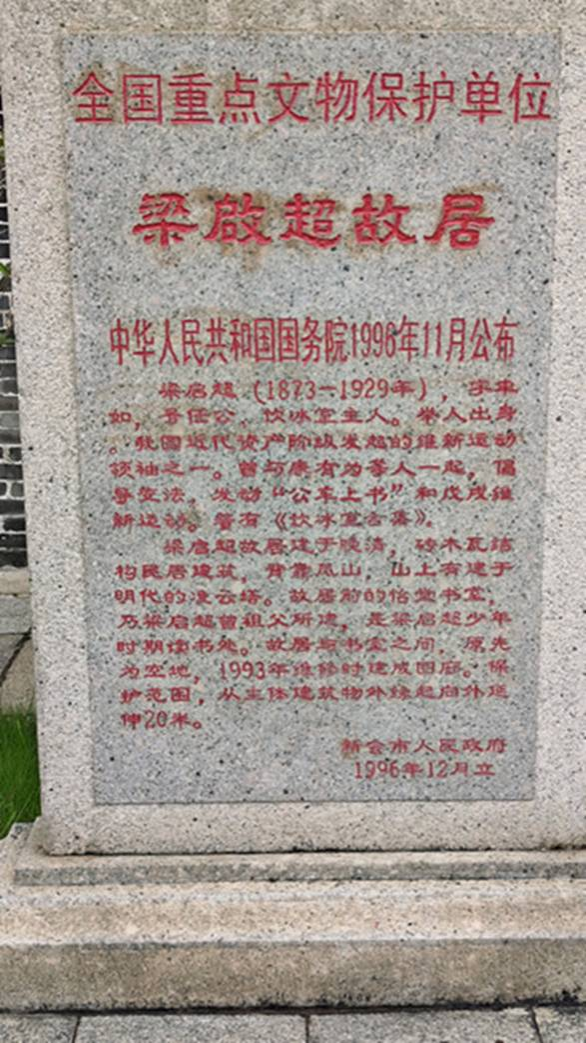 全国重点文物保护单位
梁啟超故居
中华人民共和国国务院1996年11月公布
梁启超（1873—1929年），字卓
如，号任公、饮冰室主人。举人出身
。我国近代资产阶级发起的维新运动
领袖之一。曾与康有为等人一起，倡
导变法，发动“公车上书”和戊戌维
新运动。著有《饮冰室合集》。
梁启超故居建于晚清，砖木瓦结
构民居建筑，背靠凤山，山上有建于
明代的凌云塔。故居前的怡堂书室，
乃梁启超曾祖父所建，是梁启超少年
时期读书处。故居与书室之间，原先
为空地，1993年维修时建成回廊。保
护范围，从主体建筑物外缘起向外延
伸20米。
新会市人民政府
1996年12月立